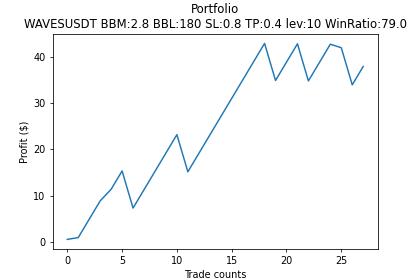 Portfolio
WAVESUSDT BBM:2.8 BBL:180 SL:0.8 TP:0.4 lev:10 WinRatio:79.0
40
30
20
10
0
Profit ($)
0 5 10 15 20 25
Trade counts